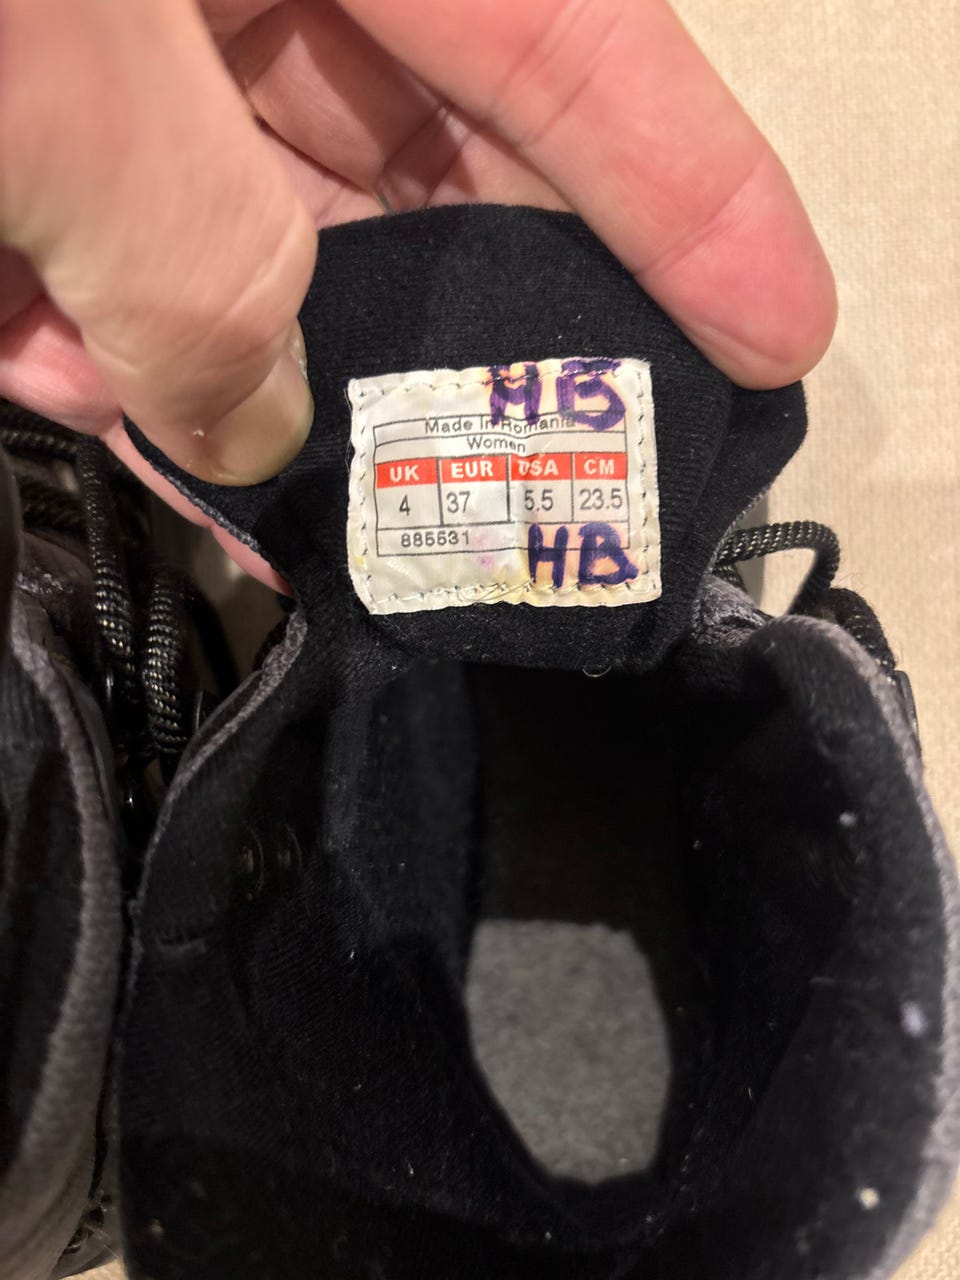 HB
Made In Romania
Women
UK EUR USA CM
4 37 5.5 23.5
885531
HB